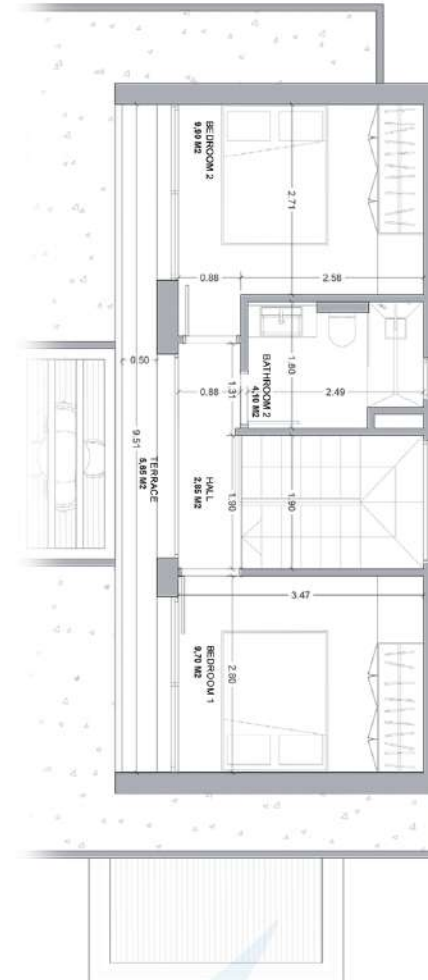 BEDROOM 2
9,90 M2
2.71
0.88
2.58
BATHROOM 2
4,10 M2
1.80
0.50
0.88
1.31
2.49
9.51
TERRACE
5,85 M2
HALL
2,85 M2
1.90
1.90
3.47
BEDROOM 1
9,70 M2
2.80